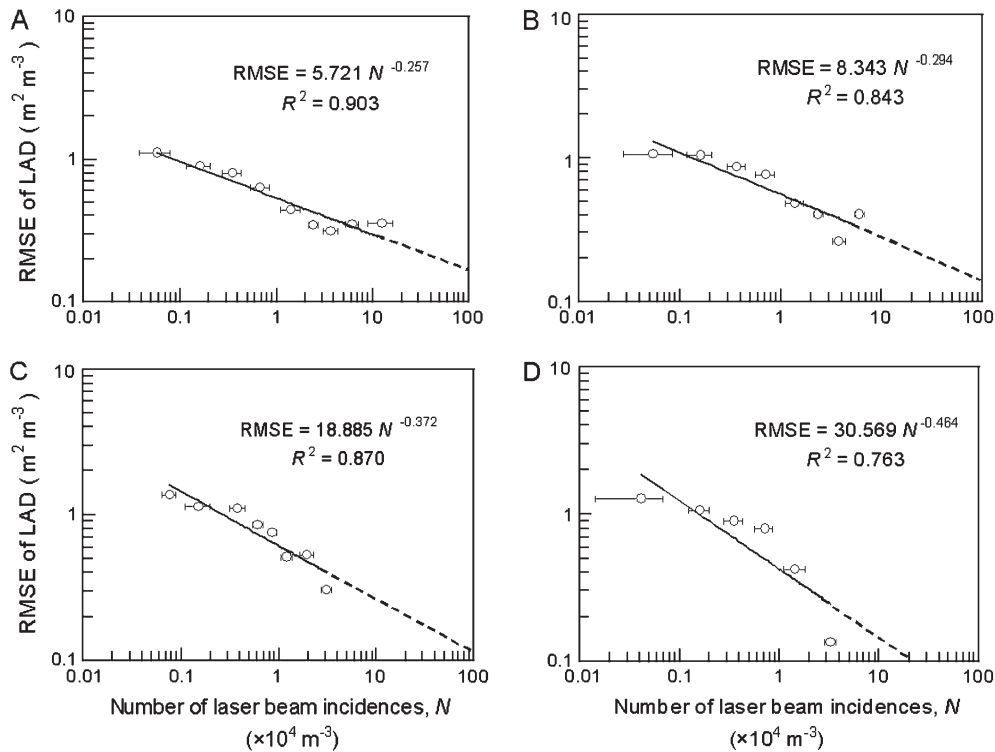 A
10
1
0.1
RMSE of LAD ( m² m⁻³)
RMSE = 5.721 N ⁻⁰·²⁵⁷
R² = 0.903
0.01 0.1 1 10 100
B
10
1
0.1
RMSE = 8.343 N ⁻⁰·²⁹⁴
R² = 0.843
0.01 0.1 1 10 100
C
10
1
0.1
RMSE of LAD ( m² m⁻³)
RMSE = 18.885 N ⁻⁰·³⁷²
R² = 0.870
0.01 0.1 1 10 100
Number of laser beam incidences, N
(×10⁴ m⁻³)
D
10
1
0.1
RMSE = 30.569 N ⁻⁰·⁴⁶⁴
R² = 0.763
0.01 0.1 1 10 100
Number of laser beam incidences, N
(×10⁴ m⁻³)